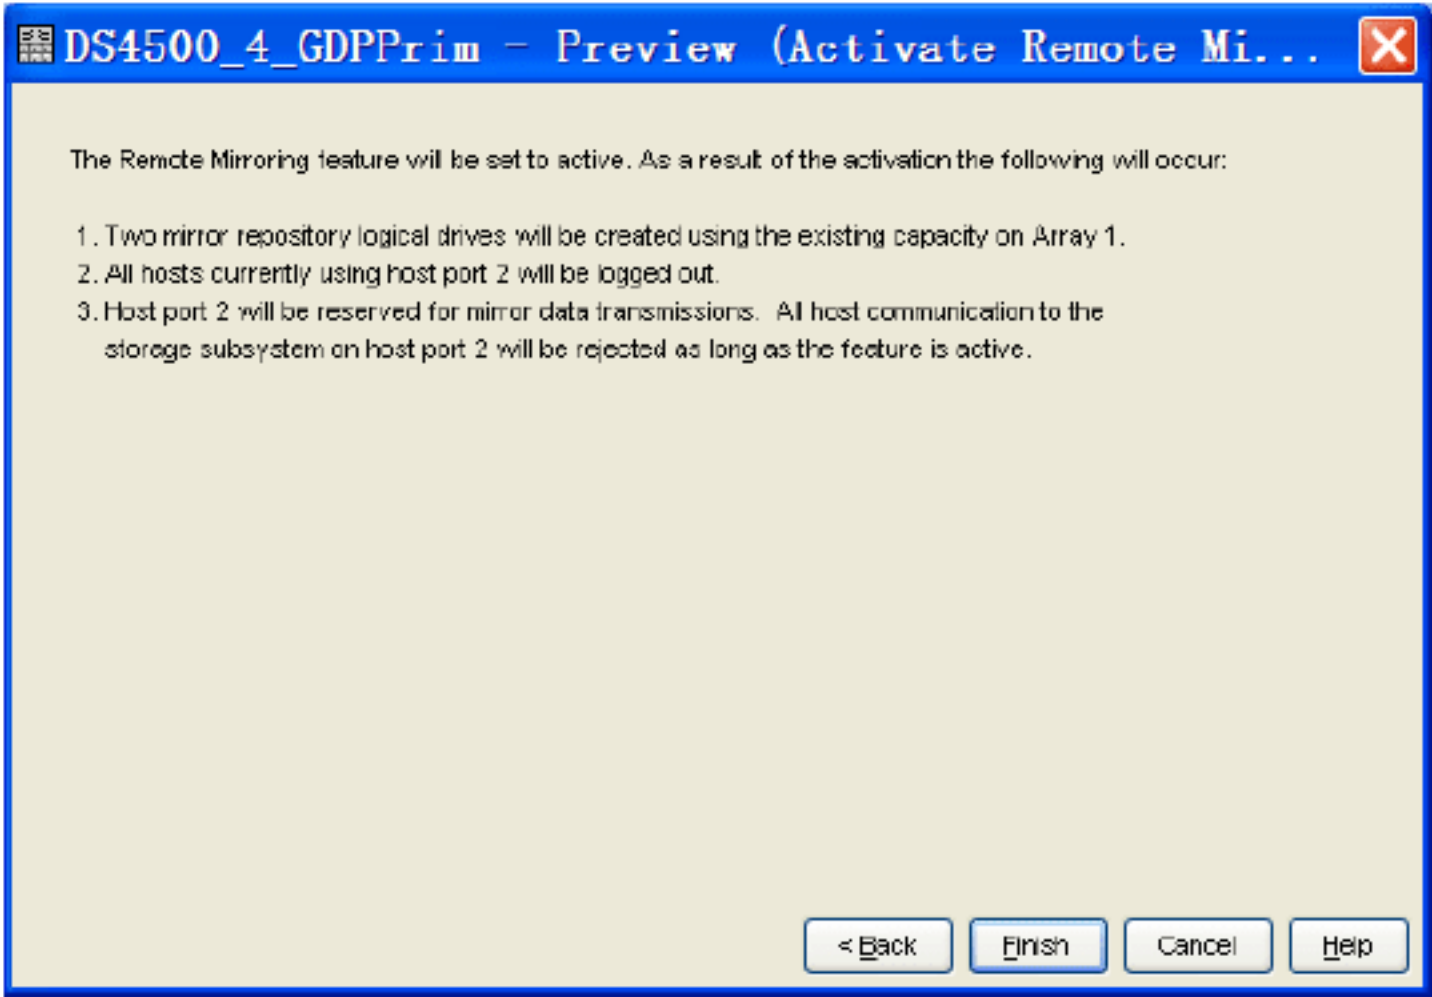 DS4500_4_GDPPrim - Preview (Activate Remote Mi...
The Remote Mirroring feature will be set to active. As a result of the activation the following will occur:
1. Two mirror repository logical drives will be created using the existing capacity on Array 1.
2. All hosts currently using host port 2 will be logged out.
3. Host port 2 will be reserved for mirror data transmissions. All host communication to the
storage subsystem on host port 2 will be rejected as long as the feature is active.
< Back
Finish
Cancel
Help